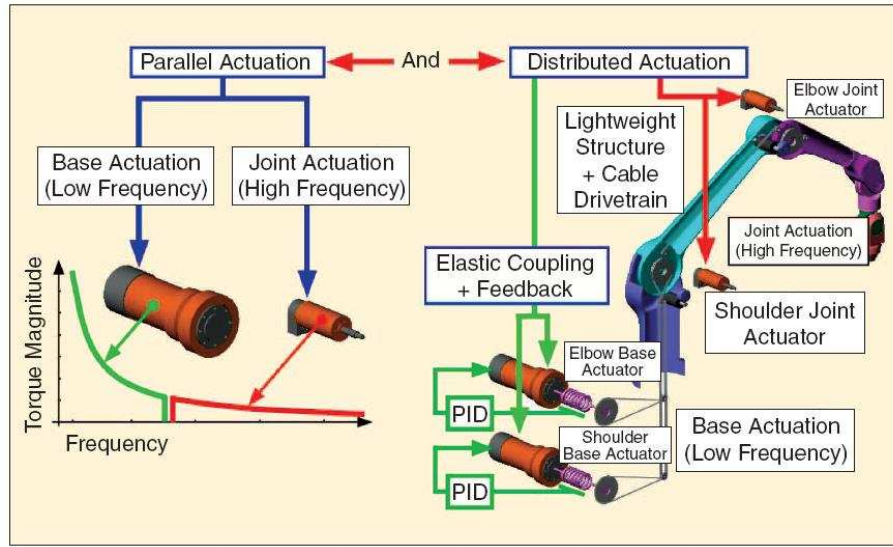 Parallel Actuation
And
Distributed Actuation
Base Actuation
(Low Frequency)
Joint Actuation
(High Frequency)
Torque Magnitude
Frequency
Elbow Joint
Actuator
Lightweight
Structure
+ Cable
Drivetrain
Joint Actuation
(High Frequency)
Elastic Coupling
+ Feedback
Shoulder Joint
Actuator
Elbow Base
Actuator
PID
Shoulder
Base Actuator
PID
Base Actuation
(Low Frequency)